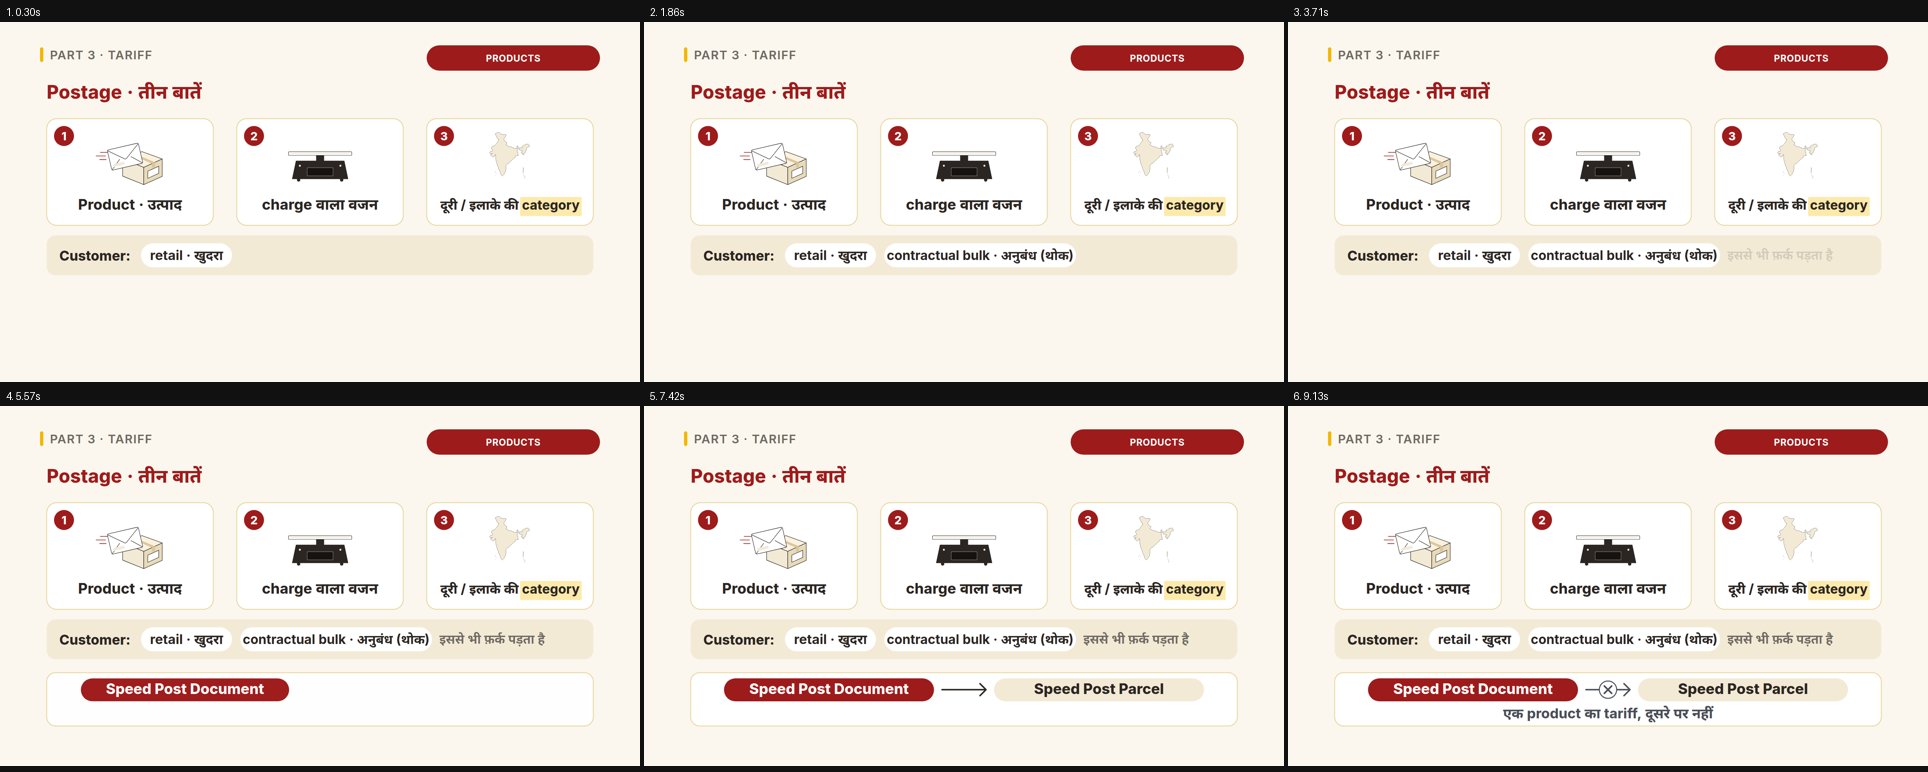 1. 0.30s
PART 3 · TARIFF
PRODUCTS
Postage · तीन बातें
1
2
3
Product · उत्पाद
charge वाला वजन
दूरी / इलाके की category
Customer: retail · खुदरा
2. 1.86s
PART 3 · TARIFF
PRODUCTS
Postage · तीन बातें
1
2
3
Product · उत्पाद
charge वाला वजन
दूरी / इलाके की category
Customer: retail · खुदरा contractual bulk · अनुबंध (थोक)
3. 3.71s
PART 3 · TARIFF
PRODUCTS
Postage · तीन बातें
1
2
3
Product · उत्पाद
charge वाला वजन
दूरी / इलाके की category
Customer: retail · खुदरा contractual bulk · अनुबंध (थोक) इससे भी फ़र्क पड़ता है
4. 5.57s
PART 3 · TARIFF
PRODUCTS
Postage · तीन बातें
1
2
3
Product · उत्पाद
charge वाला वजन
दूरी / इलाके की category
Customer: retail · खुदरा contractual bulk · अनुबंध (थोक) इससे भी फ़र्क पड़ता है
Speed Post Document
5. 7.42s
PART 3 · TARIFF
PRODUCTS
Postage · तीन बातें
1
2
3
Product · उत्पाद
charge वाला वजन
दूरी / इलाके की category
Customer: retail · खुदरा contractual bulk · अनुबंध (थोक) इससे भी फ़र्क पड़ता है
Speed Post Document → Speed Post Parcel
6. 9.13s
PART 3 · TARIFF
PRODUCTS
Postage · तीन बातें
1
2
3
Product · उत्पाद
charge वाला वजन
दूरी / इलाके की category
Customer: retail · खुदरा contractual bulk · अनुबंध (थोक) इससे भी फ़र्क पड़ता है
Speed Post Document Speed Post Parcel
एक product का tariff, दूसरे पर नहीं